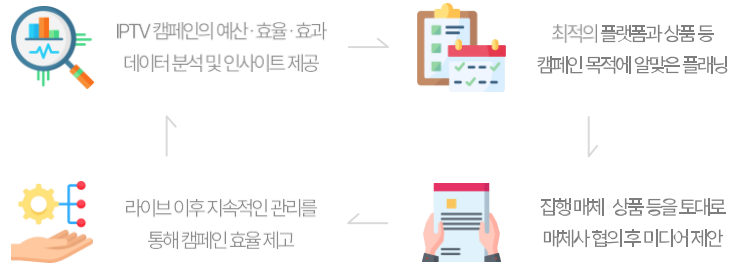 IPTV 캠페인의 예산·효율·효과
데이터 분석 및 인사이트 제공
최적의 플랫폼과 상품 등
캠페인 목적에 알맞은 플래닝
집행 매체 상품 등을 토대로
매체사 협의 후 미디어 제안
라이브 이후 지속적인 관리를
통해 캠페인 효율 제고